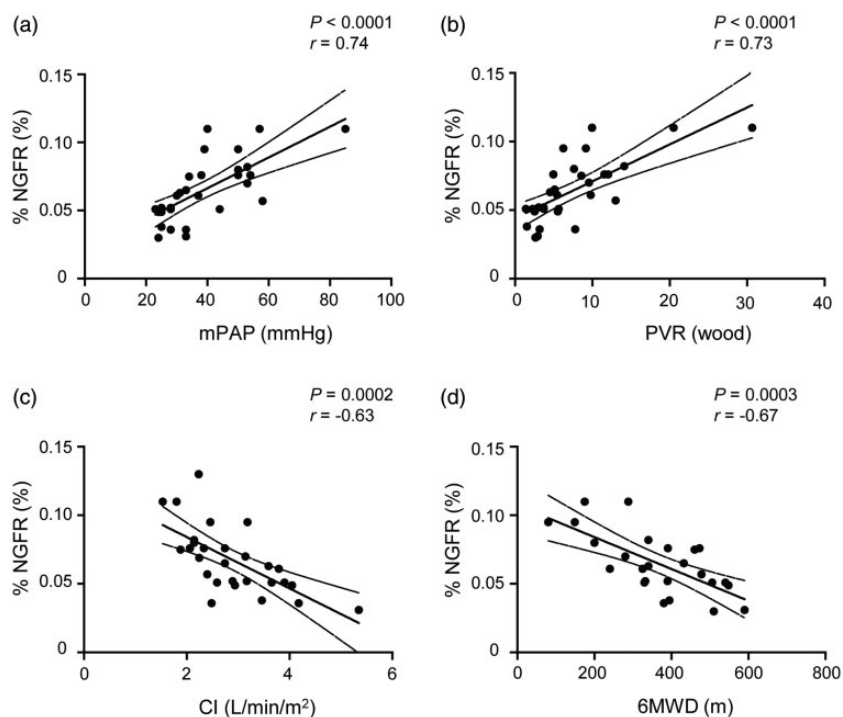 (a)
P < 0.0001
r = 0.74
% NGFR (%)
0.15
0.10
0.05
0
0 20 40 60 80 100
mPAP (mmHg)
(b)
P < 0.0001
r = 0.73
% NGFR (%)
0.15
0.10
0.05
0
0 10 20 30 40
PVR (wood)
(c)
P = 0.0002
r = -0.63
% NGFR (%)
0.15
0.10
0.05
0
0 2 4 6
CI (L/min/m²)
(d)
P = 0.0003
r = -0.67
% NGFR (%)
0.15
0.10
0.05
0
0 200 400 600 800
6MWD (m)